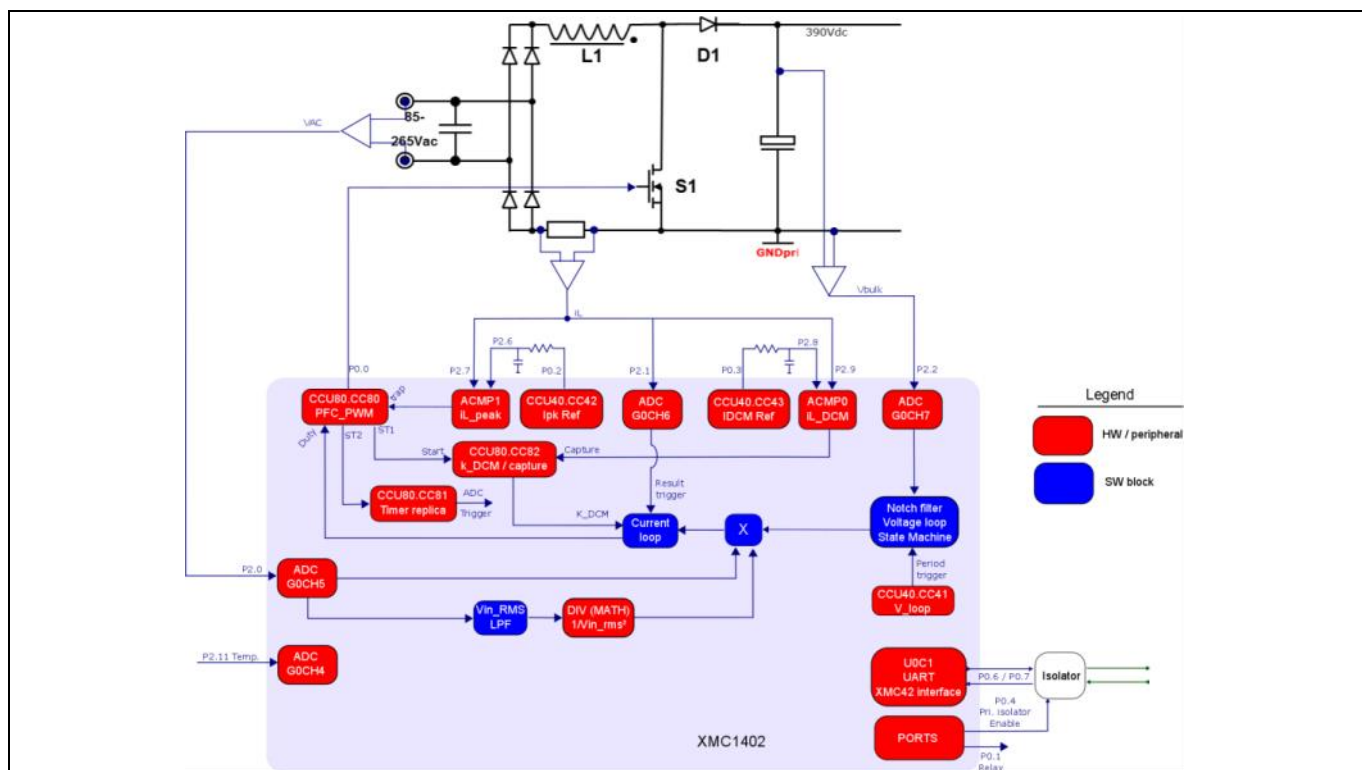 390Vdc
L1
D1
85-
265Vac
VAC
S1
GNDpri
Vbulk
iL
P0.0
P2.7
P2.6
P0.2
P2.1
P0.3
P2.8
P2.9
P2.2
CCU80.CC80
PFC_PWM
trap
ACMP1
iL_peak
CCU40.CC42
Ipk Ref
ADC
G0CH6
CCU40.CC43
IDCM Ref
ACMP0
iL_DCM
ADC
G0CH7
Legend
HW / peripheral
SW block
Duty
ST2
ST1
Start
CCU80.CC82
k_DCM / capture
Capture
CCU80.CC81
Timer replica
ADC
Trigger
Result
trigger
K_DCM
Current
loop
X
Notch filter
Voltage loop
State Machine
Period
trigger
CCU40.CC41
V_loop
P2.0
ADC
G0CH5
Vin_RMS
LPF
DIV (MATH)
1/Vin_rms²
P2.11 Temp.
ADC
G0CH4
U0C1
UART
XMC42 interface
P0.6 / P0.7
Isolator
P0.4
Pri. isolator
Enable
PORTS
P0.1
Relay
XMC1402